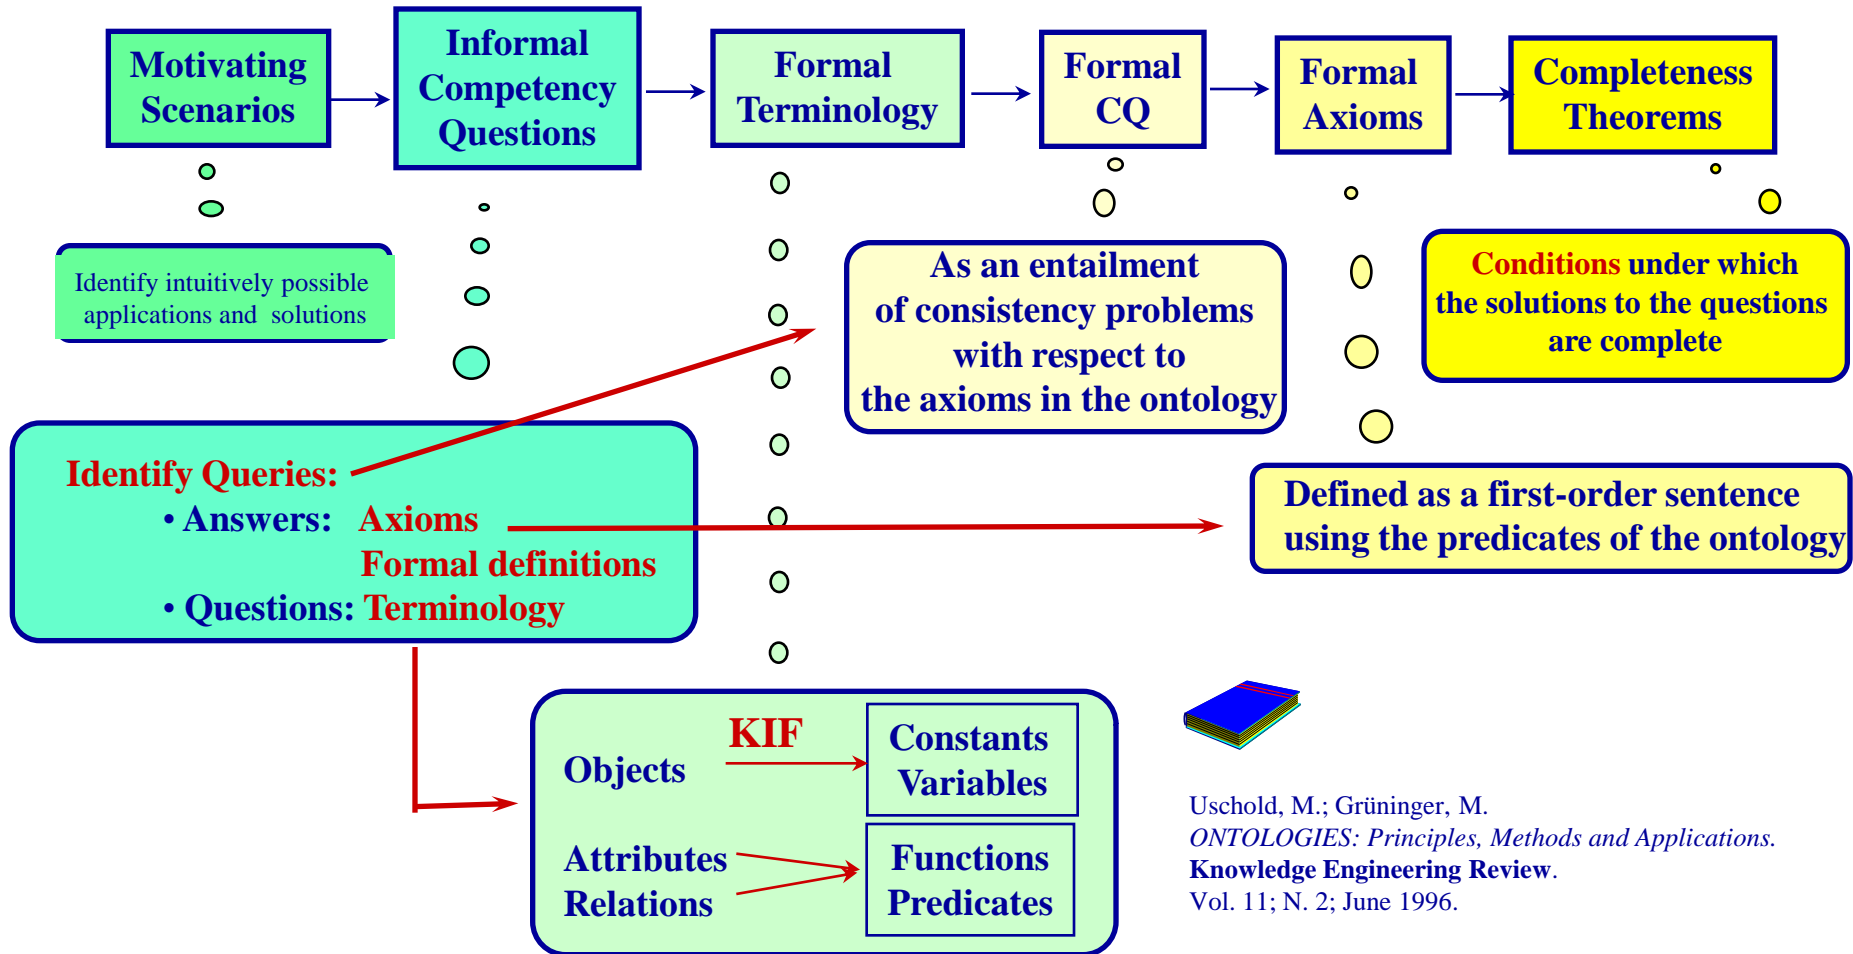 Motivating
Scenarios
Informal
Competency
Questions
Formal
Terminology
Formal
CQ
Formal
Axioms
Completeness
Theorems
Identify intuitively possible
applications and solutions
As an entailment
of consistency problems
with respect to
the axioms in the ontology
Conditions under which
the solutions to the questions
are complete
Identify Queries:
• Answers: Axioms
Formal definitions
• Questions: Terminology
Defined as a first-order sentence
using the predicates of the ontology
Objects
KIF
Constants
Variables
Attributes
Relations
Functions
Predicates
Uschold, M.; Grüninger, M.
ONTOLOGIES: Principles, Methods and Applications.
Knowledge Engineering Review.
Vol. 11; N. 2; June 1996.